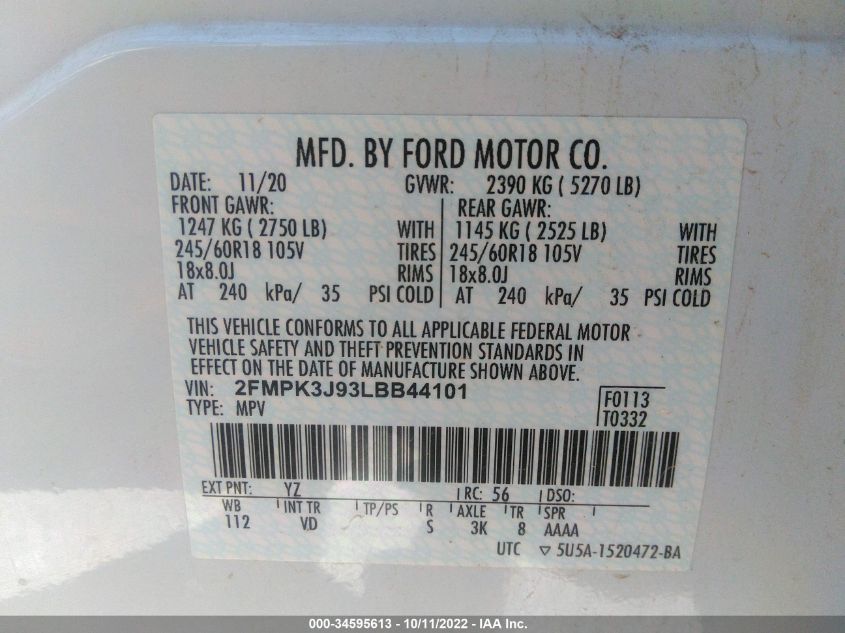 MFD. BY FORD MOTOR CO.
DATE: 11/20 GVWR: 2390 KG ( 5270 LB)
FRONT GAWR: REAR GAWR:
1247 KG ( 2750 LB) WITH 1145 KG ( 2525 LB) WITH
245/60R18 105V TIRES 245/60R18 105V TIRES
18x8.0J RIMS 18x8.0J RIMS
AT 240 kPa/ 35 PSI COLD AT 240 kPa/ 35 PSI COLD
THIS VEHICLE CONFORMS TO ALL APPLICABLE FEDERAL MOTOR
VEHICLE SAFETY AND THEFT PREVENTION STANDARDS IN
EFFECT ON THE DATE OF MANUFACTURE SHOWN ABOVE.
VIN: 2FMPK3J93LBB44101
TYPE: MPV
F0113
T0332
EXT PNT: YZ RC: 56 DSO:
WB INT TR TP/PS R AXLE TR SPR
112 VD S 3K 8 AAAA
UTC ▽ 5U5A-1520472-BA
000-34595613 - 10/11/2022 - IAA Inc.